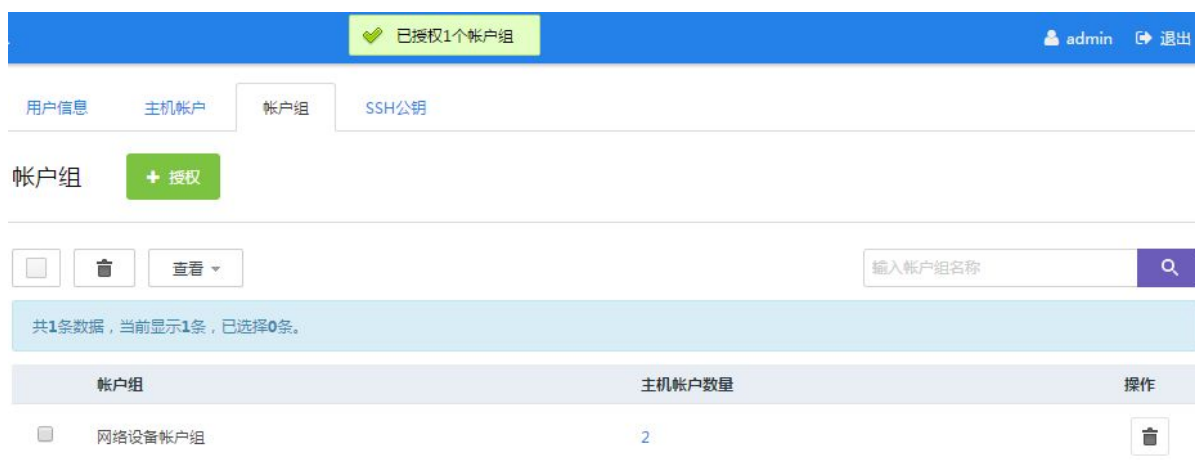 已授权1个帐户组
admin 退出
用户信息 主机帐户 帐户组 SSH公钥
帐户组 授权
查看 输入帐户组名称
共1条数据，当前显示1条，已选择0条。
帐户组 主机帐户数量 操作
网络设备帐户组 2